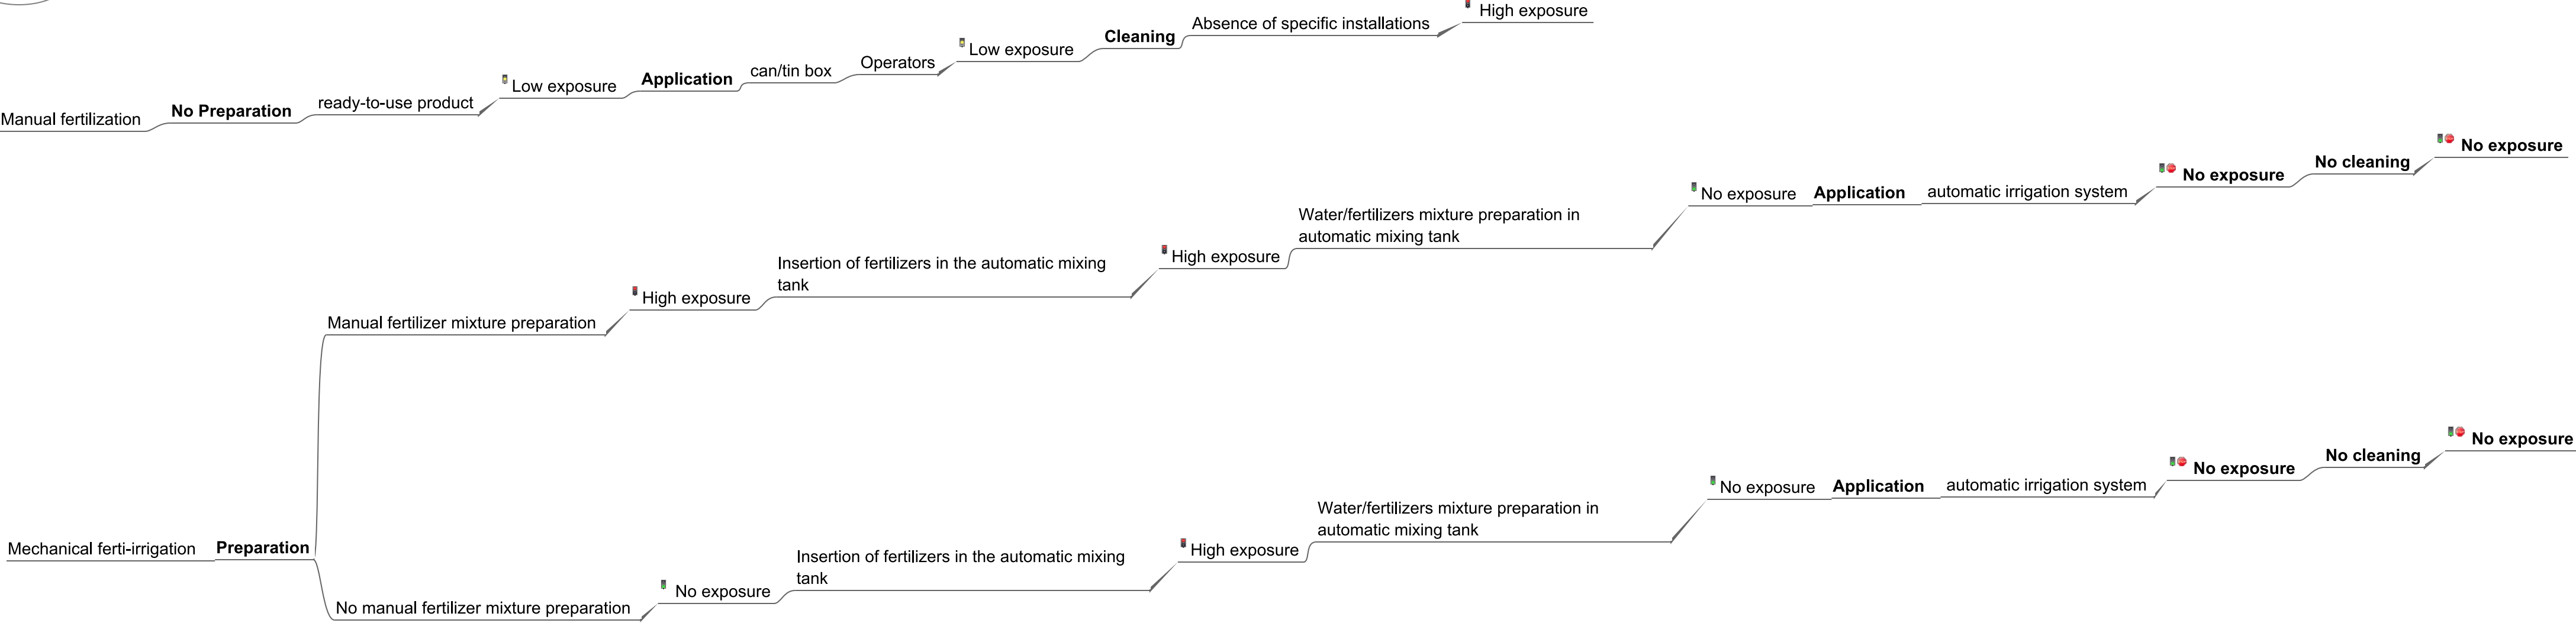 Manual fertilization
No Preparation
ready-to-use product
Low exposure
Application
can/tin box
Operators
Low exposure
Cleaning
Absence of specific installations
High exposure
Mechanical ferti-irrigation
Preparation
Manual fertilizer mixture preparation
High exposure
Insertion of fertilizers in the automatic mixing
tank
High exposure
Water/fertilizers mixture preparation in
automatic mixing tank
No exposure
Application
automatic irrigation system
No exposure
No cleaning
No exposure
No manual fertilizer mixture preparation
No exposure
Insertion of fertilizers in the automatic mixing
tank
High exposure
Water/fertilizers mixture preparation in
automatic mixing tank
No exposure
Application
automatic irrigation system
No exposure
No cleaning
No exposure